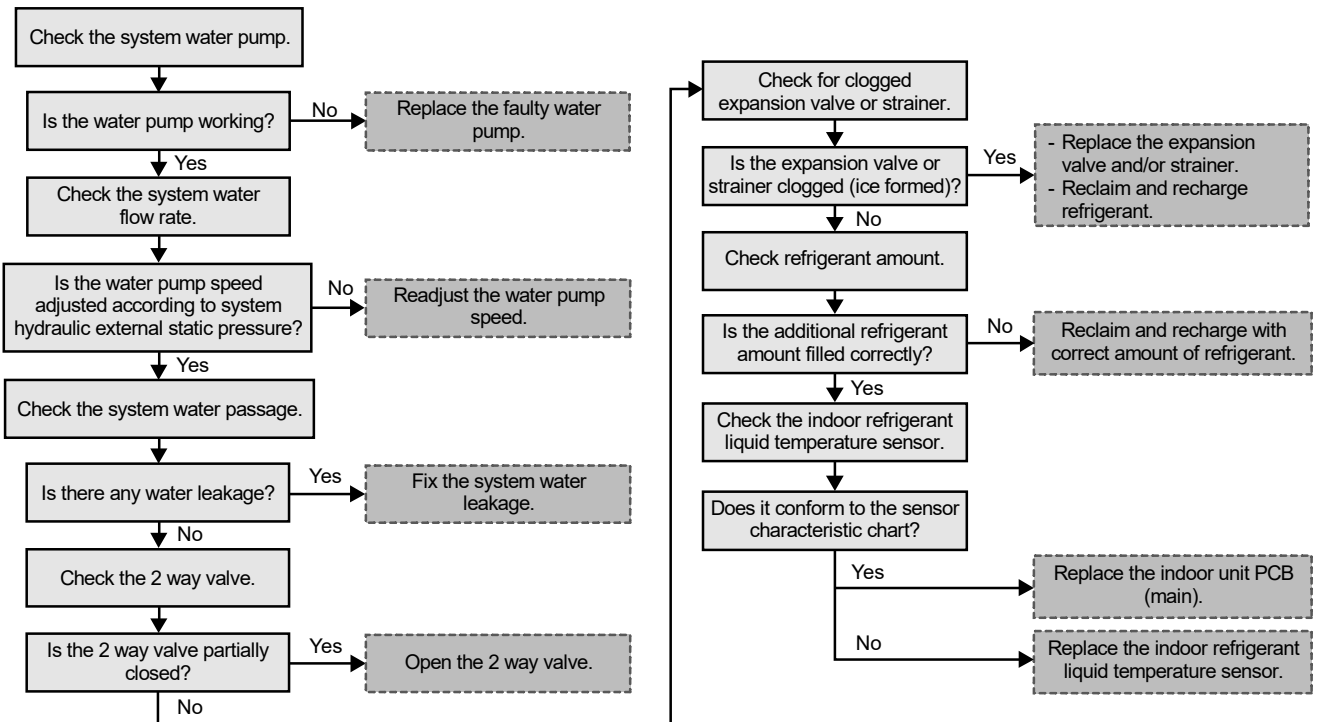 Check the system water pump.
Is the water pump working?
No
Replace the faulty water
pump.
Yes
Check the system water
flow rate.
Is the water pump speed
adjusted according to system
hydraulic external static pressure?
No
Readjust the water pump
speed.
Yes
Check the system water passage.
Is there any water leakage?
Yes
Fix the system water
leakage.
No
Check the 2 way valve.
Is the 2 way valve partially
closed?
Yes
Open the 2 way valve.
No
Check for clogged
expansion valve or strainer.
Is the expansion valve or
strainer clogged (ice formed)?
Yes
- Replace the expansion
valve and/or strainer.
- Reclaim and recharge
refrigerant.
No
Check refrigerant amount.
Is the additional refrigerant
amount filled correctly?
No
Reclaim and recharge with
correct amount of refrigerant.
Yes
Check the indoor refrigerant
liquid temperature sensor.
Does it conform to the sensor
characteristic chart?
Yes
Replace the indoor unit PCB
(main).
No
Replace the indoor refrigerant
liquid temperature sensor.